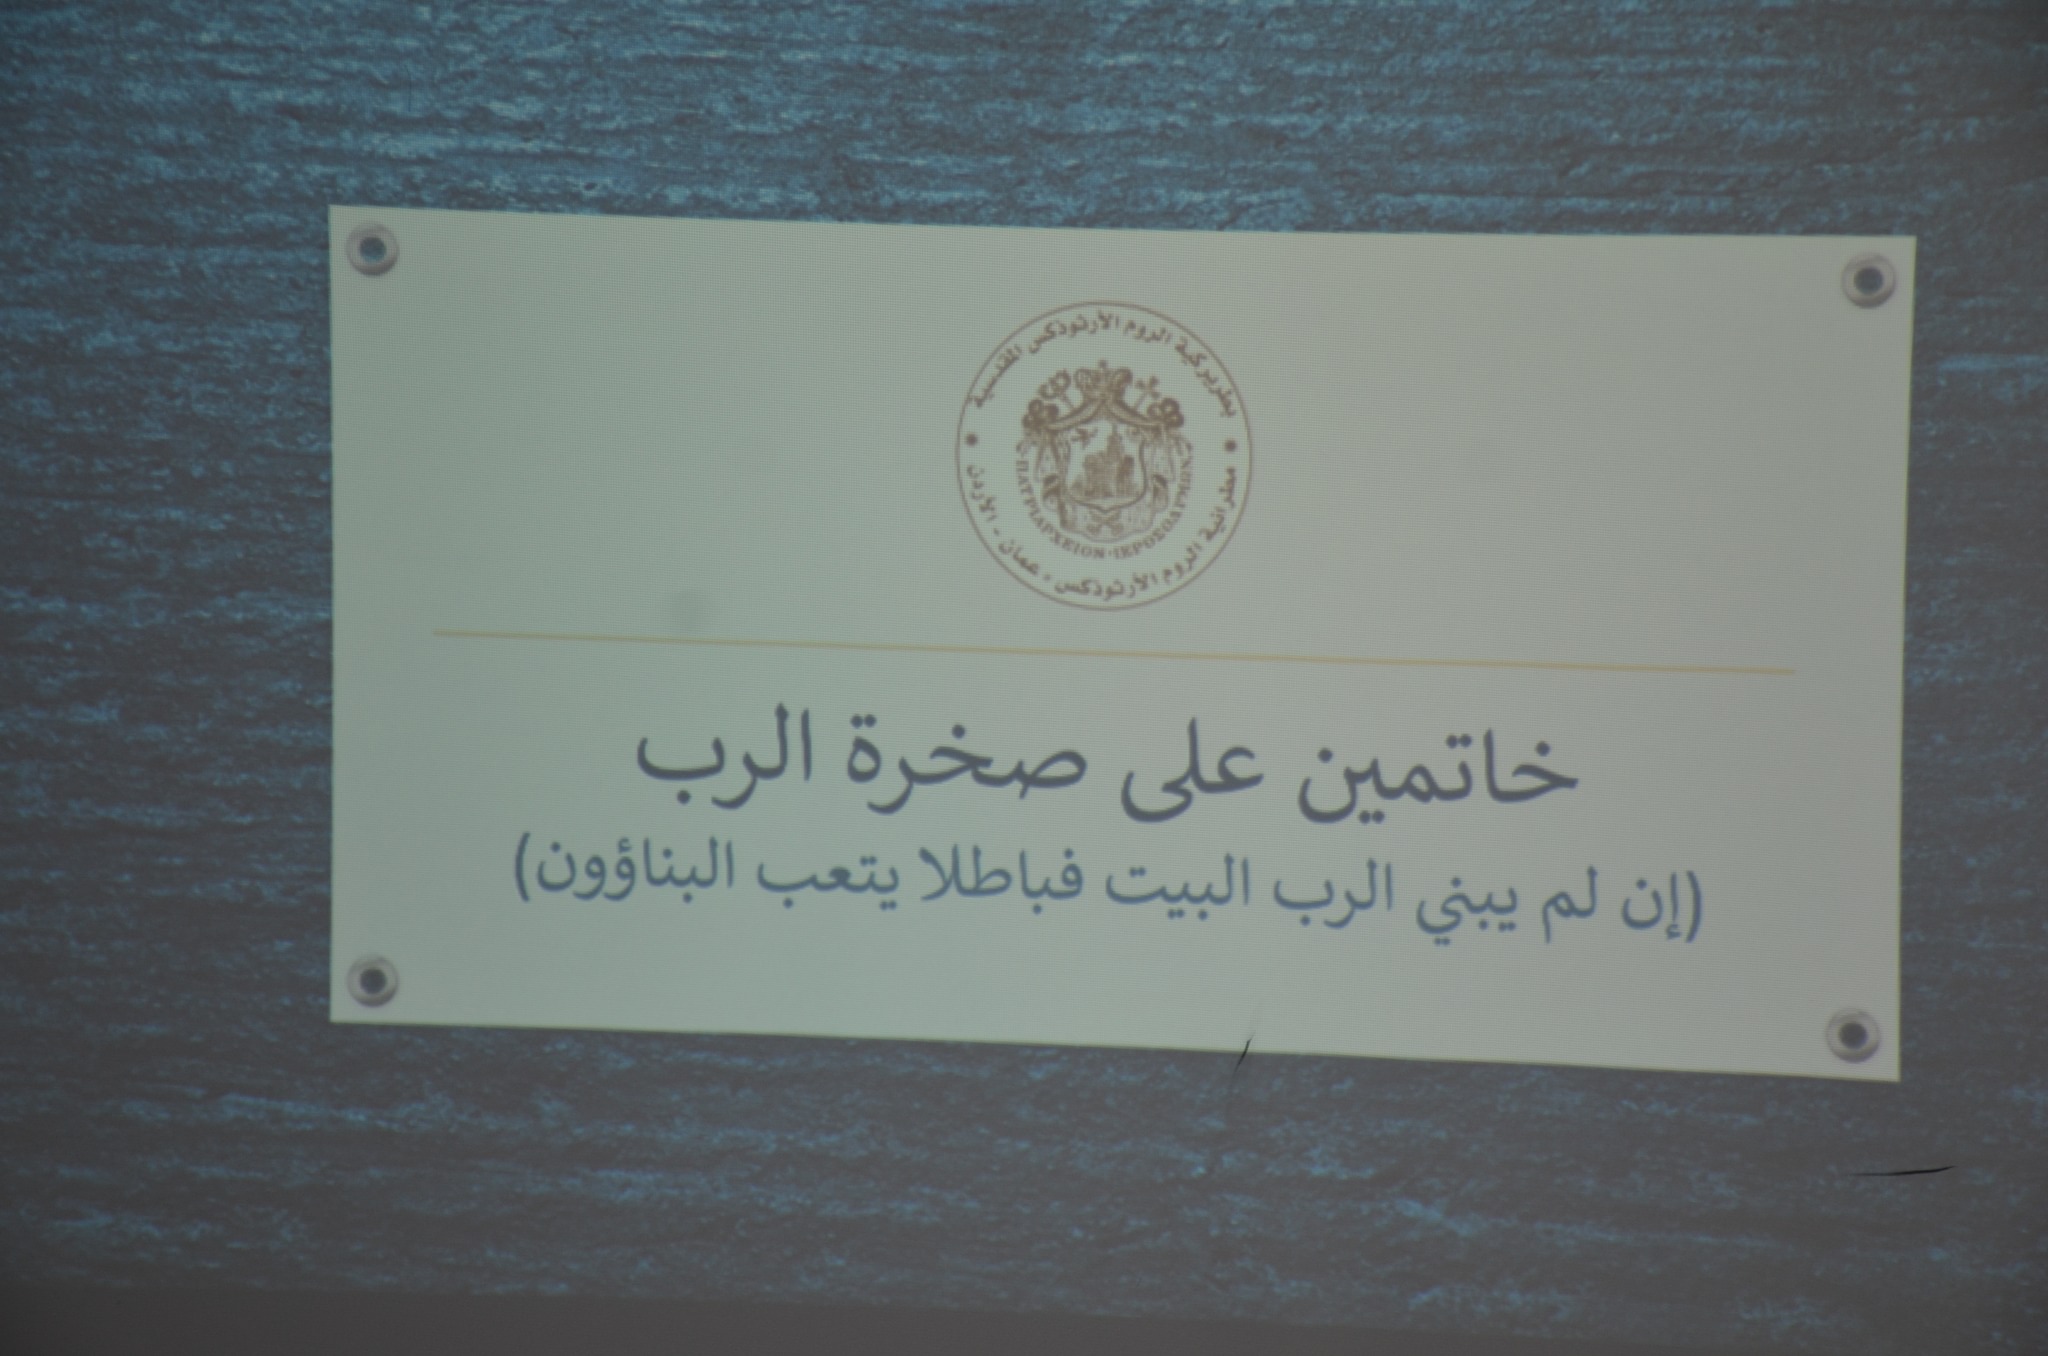 بطريركية الروم الأرثوذكس المقدسية
ΠΑΤΡΙΑΡΧΕΙΟΝ · ΙΕΡΟΣΟΛΥΜΩΝ
مطرانية الروم الأرثوذكس - عمان - الأردن
خاتمين على صخرة الرب
(إن لم يبني الرب البيت فباطلا يتعب البناؤون)